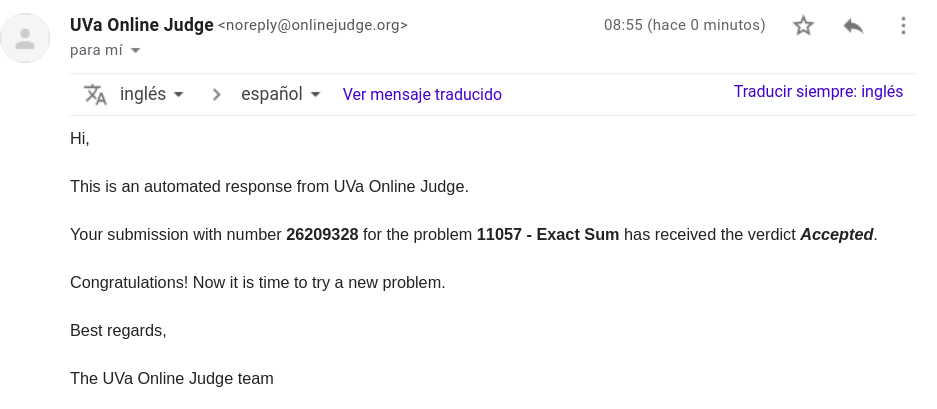 UVa Online Judge <noreply@onlinejudge.org> 08:55 (hace 0 minutos)
para mí
inglés > español Ver mensaje traducido Traducir siempre: inglés
Hi,
This is an automated response from UVa Online Judge.
Your submission with number 26209328 for the problem 11057 - Exact Sum has received the verdict Accepted.
Congratulations! Now it is time to try a new problem.
Best regards,
The UVa Online Judge team